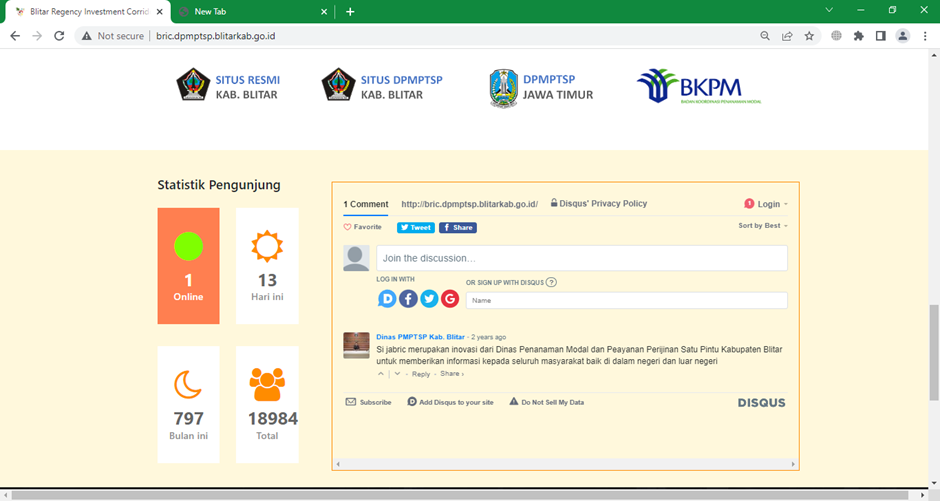 Blitar Regency Investment Corrid
New Tab
Not secure
bric.dpmptsp.blitarkab.go.id
SITUS RESMI
KAB. BLITAR
SITUS DPMPTSP
KAB. BLITAR
DPMPTSP
JAWA TIMUR
BKPM
BADAN KOORDINASI PENANAMAN MODAL
Statistik Pengunjung
1
Online
13
Hari ini
797
Bulan ini
18984
Total
1 Comment
http://bric.dpmptsp.blitarkab.go.id/
Disqus' Privacy Policy
1 Login
Favorite
Tweet
f Share
Sort by Best
Join the discussion...
LOG IN WITH
OR SIGN UP WITH DISQUS ?
Name
Dinas PMPTSP Kab. Blitar - 2 years ago
Si jabric merupakan inovasi dari Dinas Penanaman Modal dan Peayanan Perijinan Satu Pintu Kabupaten Blitar
untuk memberikan informasi kepada seluruh masyarakat baik di dalam negeri dan luar negeri
Reply - Share ›
Subscribe
Add Disqus to your site
Do Not Sell My Data
DISQUS